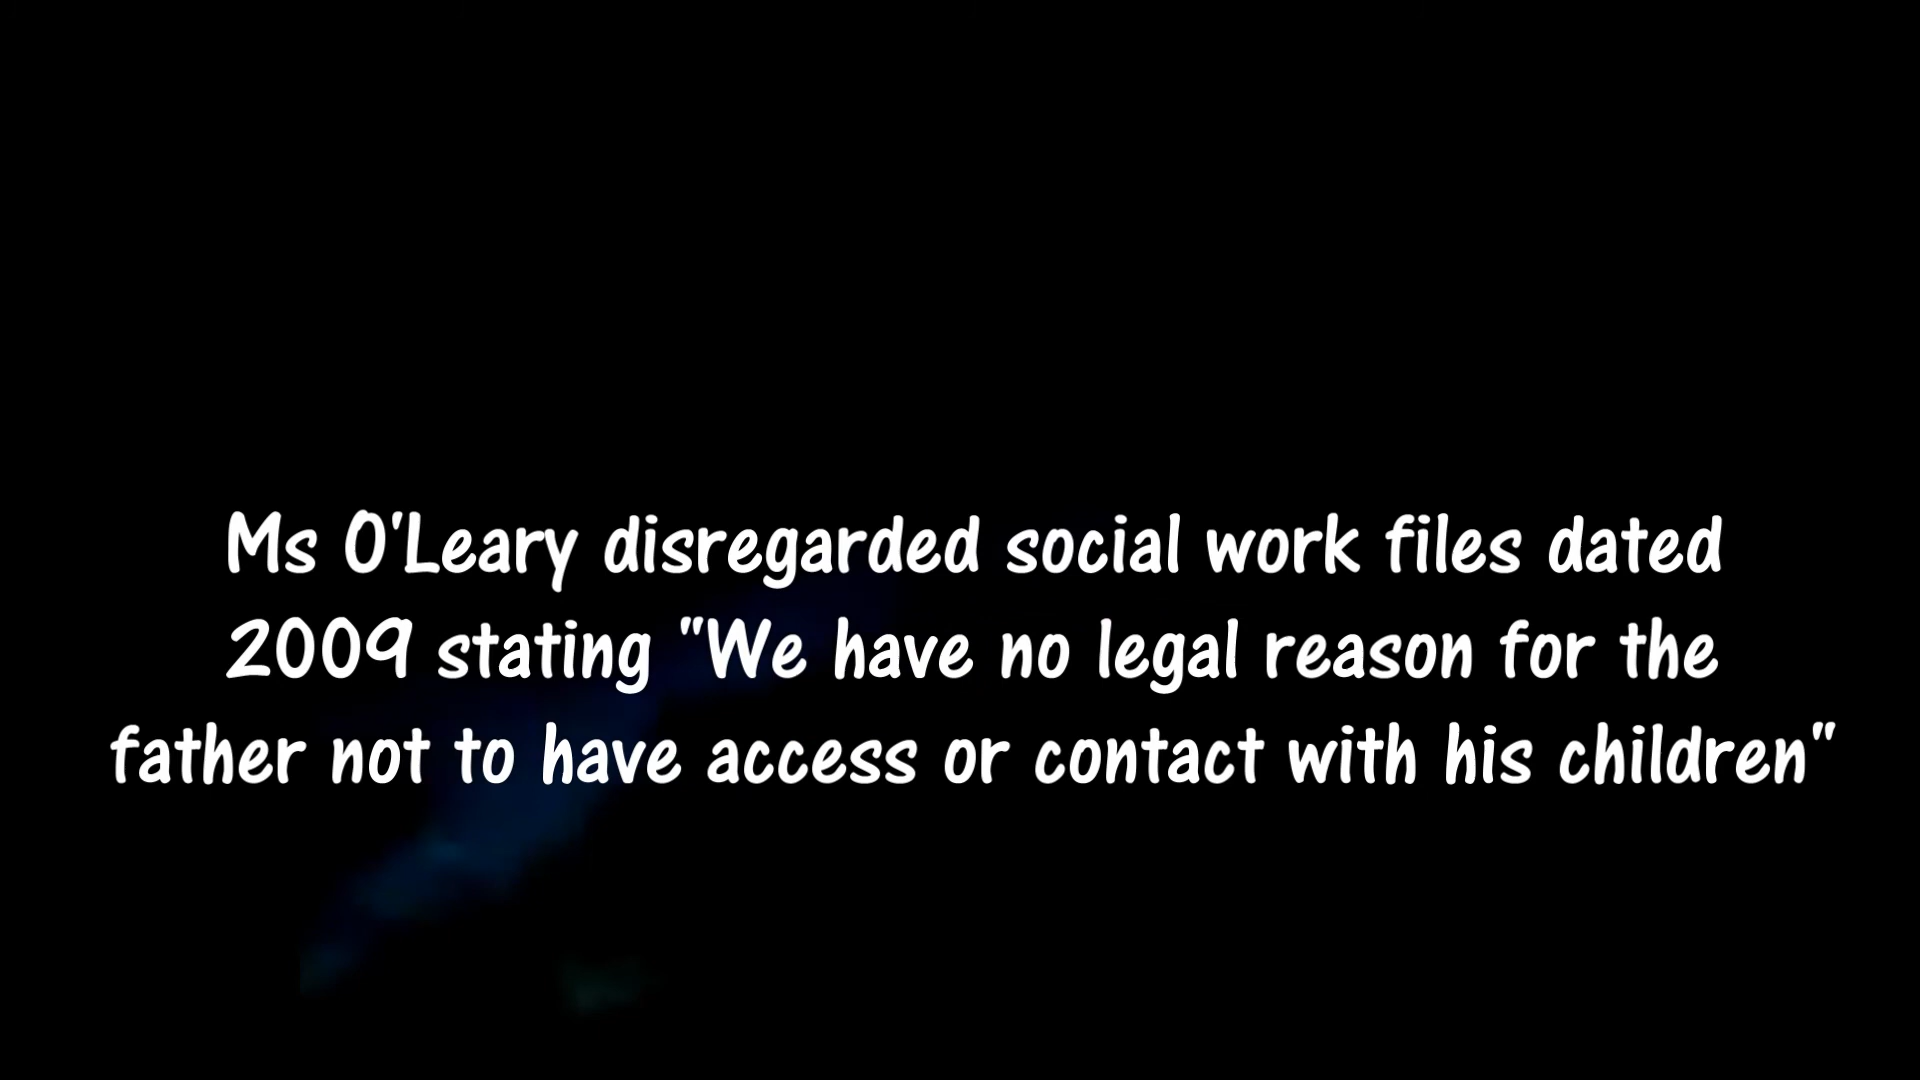 Ms O'Leary disregarded social work files dated
2009 stating "We have no legal reason for the
father not to have access or contact with his children"